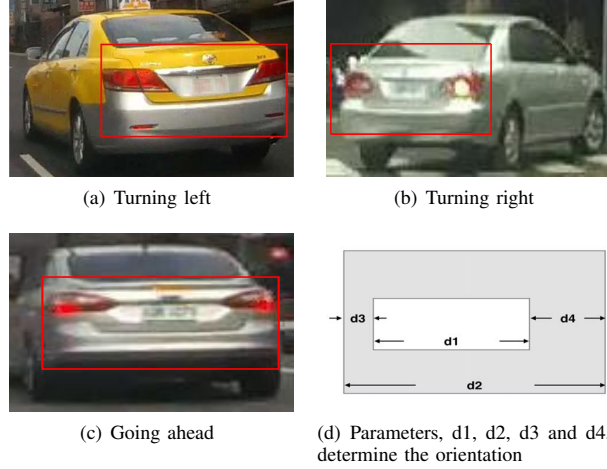 (a) Turning left
(b) Turning right
(c) Going ahead
d3
d4
d1
d2
(d) Parameters, d1, d2, d3 and d4
determine the orientation